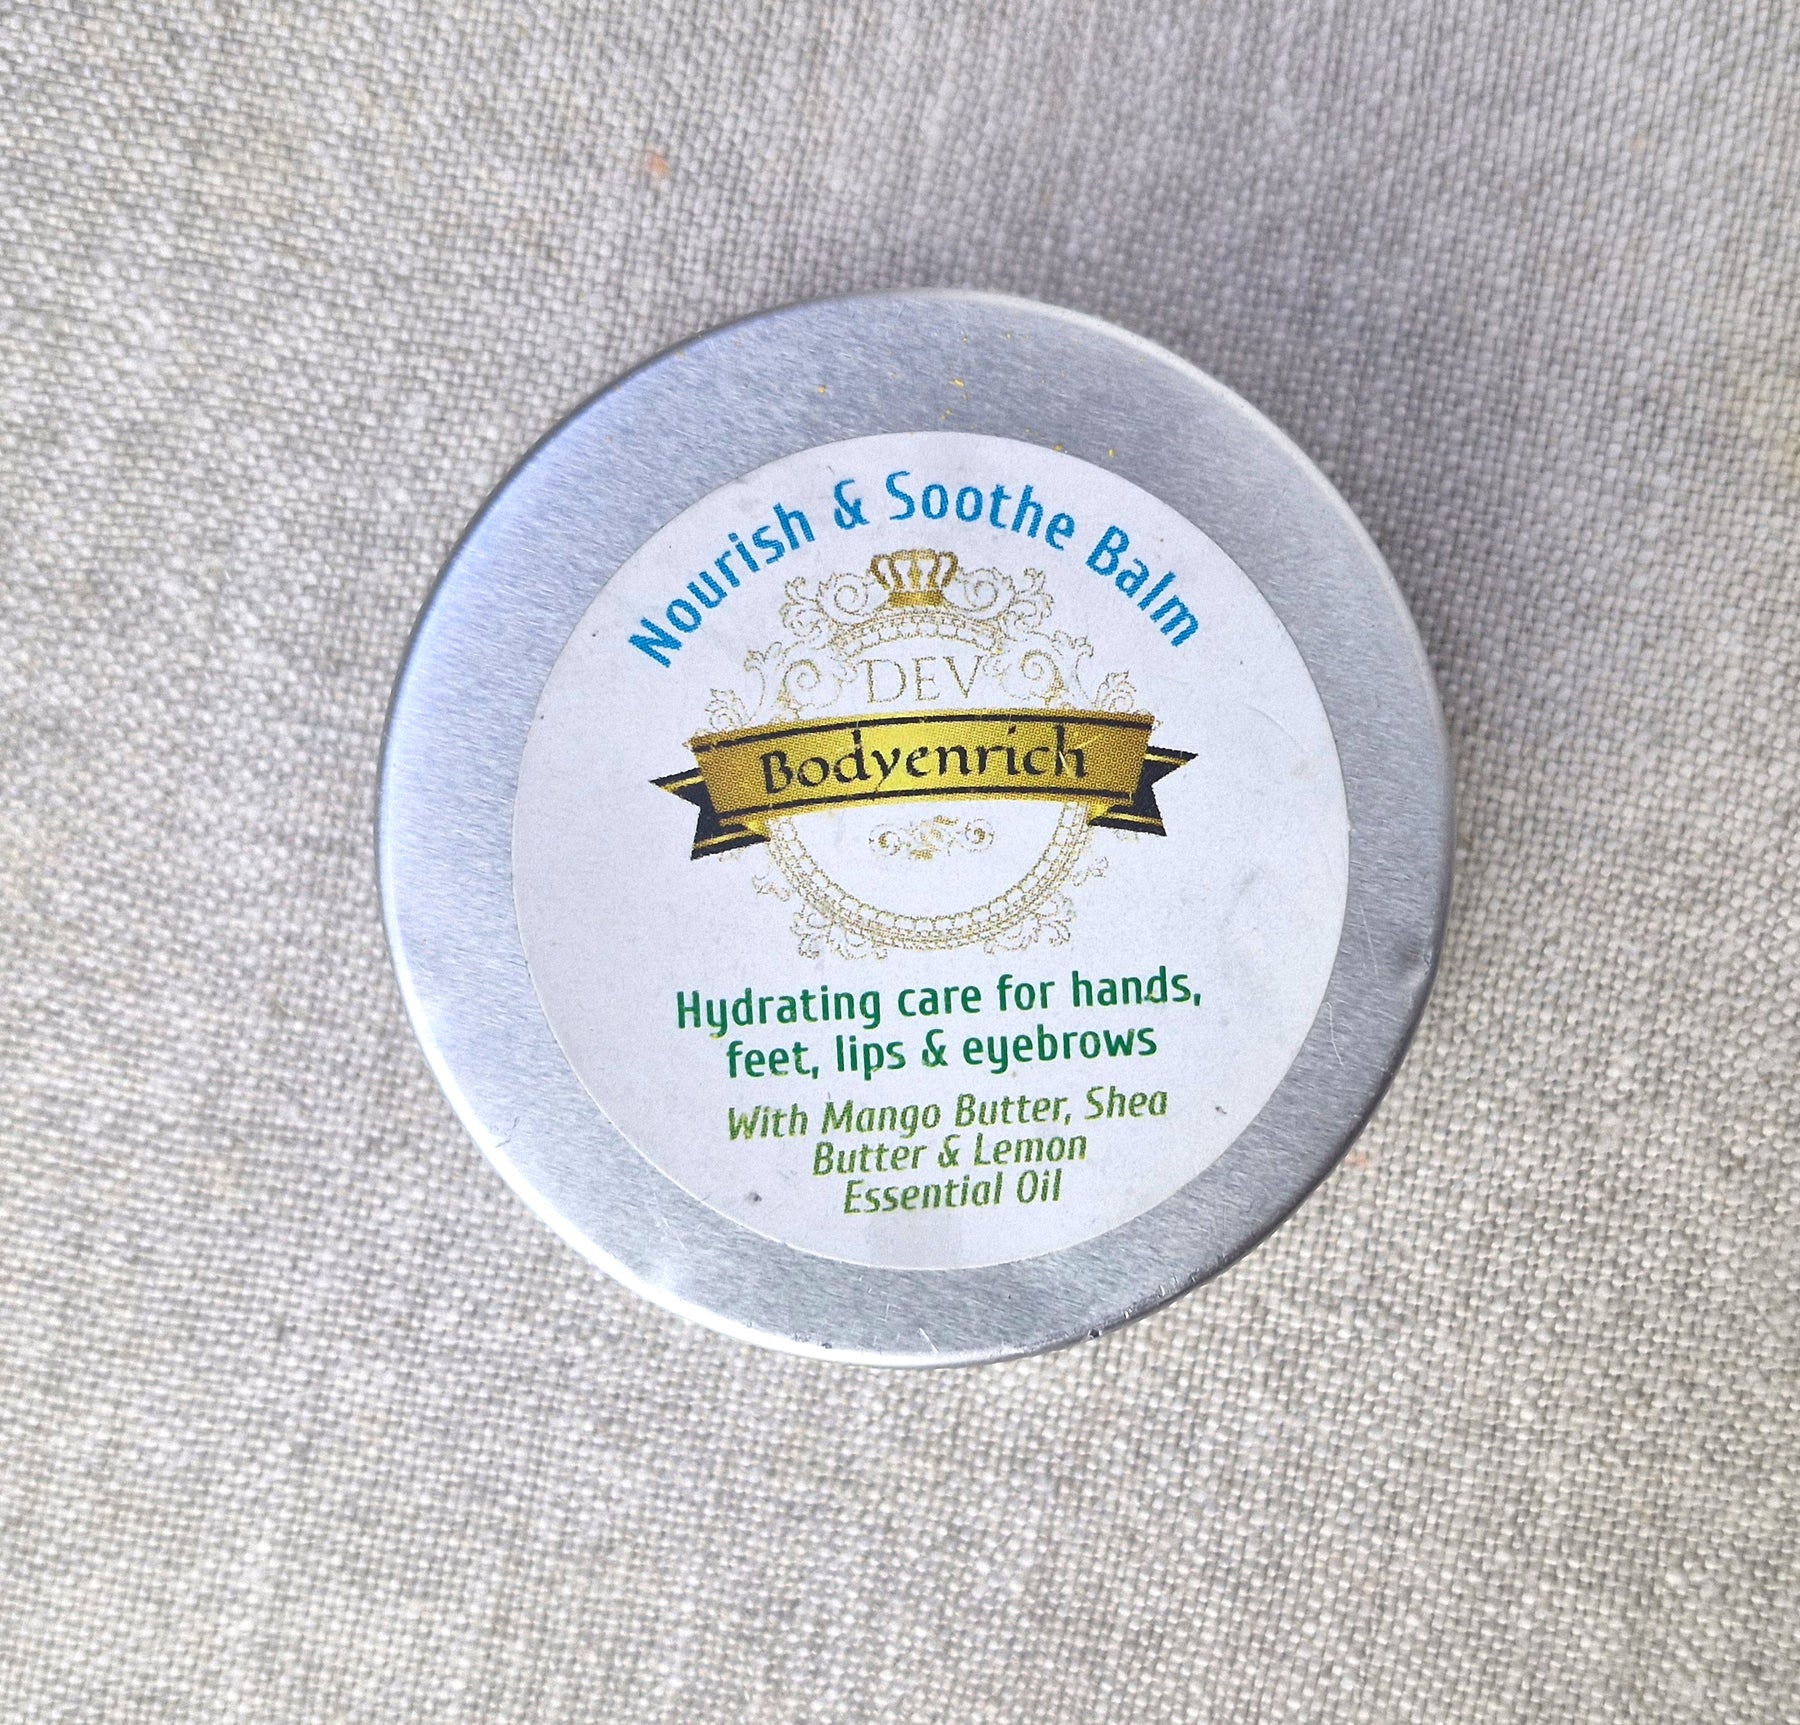 Nourish & Soothe Balm
DEV
Bodyenrich
Hydrating care for hands,
feet, lips & eyebrows
With Mango Butter, Shea
Butter & Lemon
Essential Oil